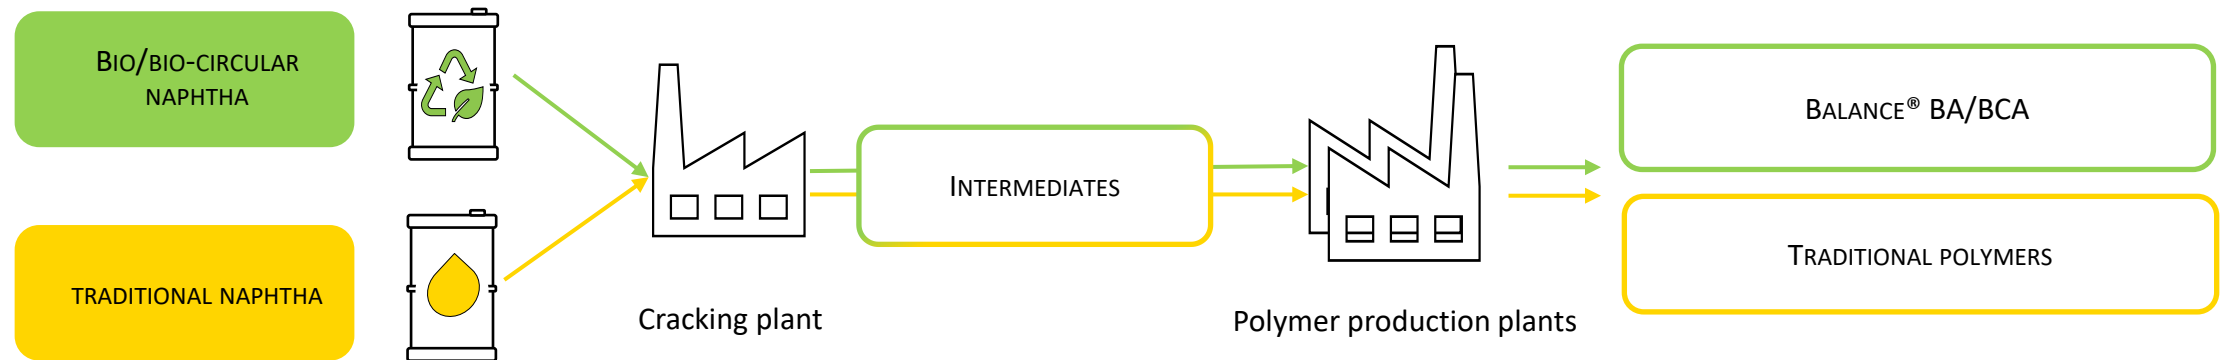 Bio/bio-circular
naphtha
traditional naphtha
Cracking plant
Intermediates
Polymer production plants
Balance® BA/BCA
Traditional polymers